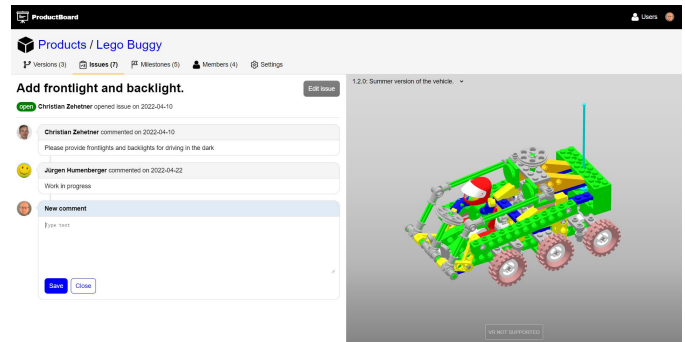 ProductBoard
Users
Products / Lego Buggy
Versions (3) Issues (7) Milestones (5) Members (4) Settings
Add frontlight and backlight.
Edit issue
open Christian Zehetner opened issue on 2022-04-10
Christian Zehetner commented on 2022-04-10
Please provide frontlights and backlights for driving in the dark
Jürgen Humenberger commented on 2022-04-22
Work in progress
New comment
Type text
Save Close
1.2.0: Summer version of the vehicle.
VR NOT SUPPORTED